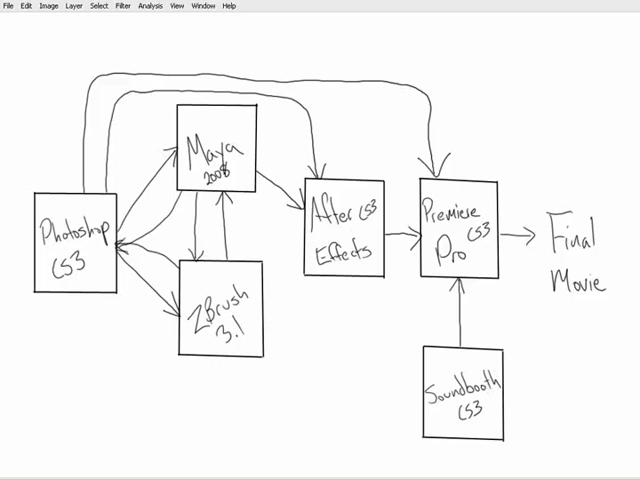 File Edit Image Layer Select Filter Analysis View Window Help
Maya
2008
Photoshop
CS3
ZBrush
3.1
After CS3
Effects
Premiere
CS3
Pro
Final
Movie
Soundbooth
CS3